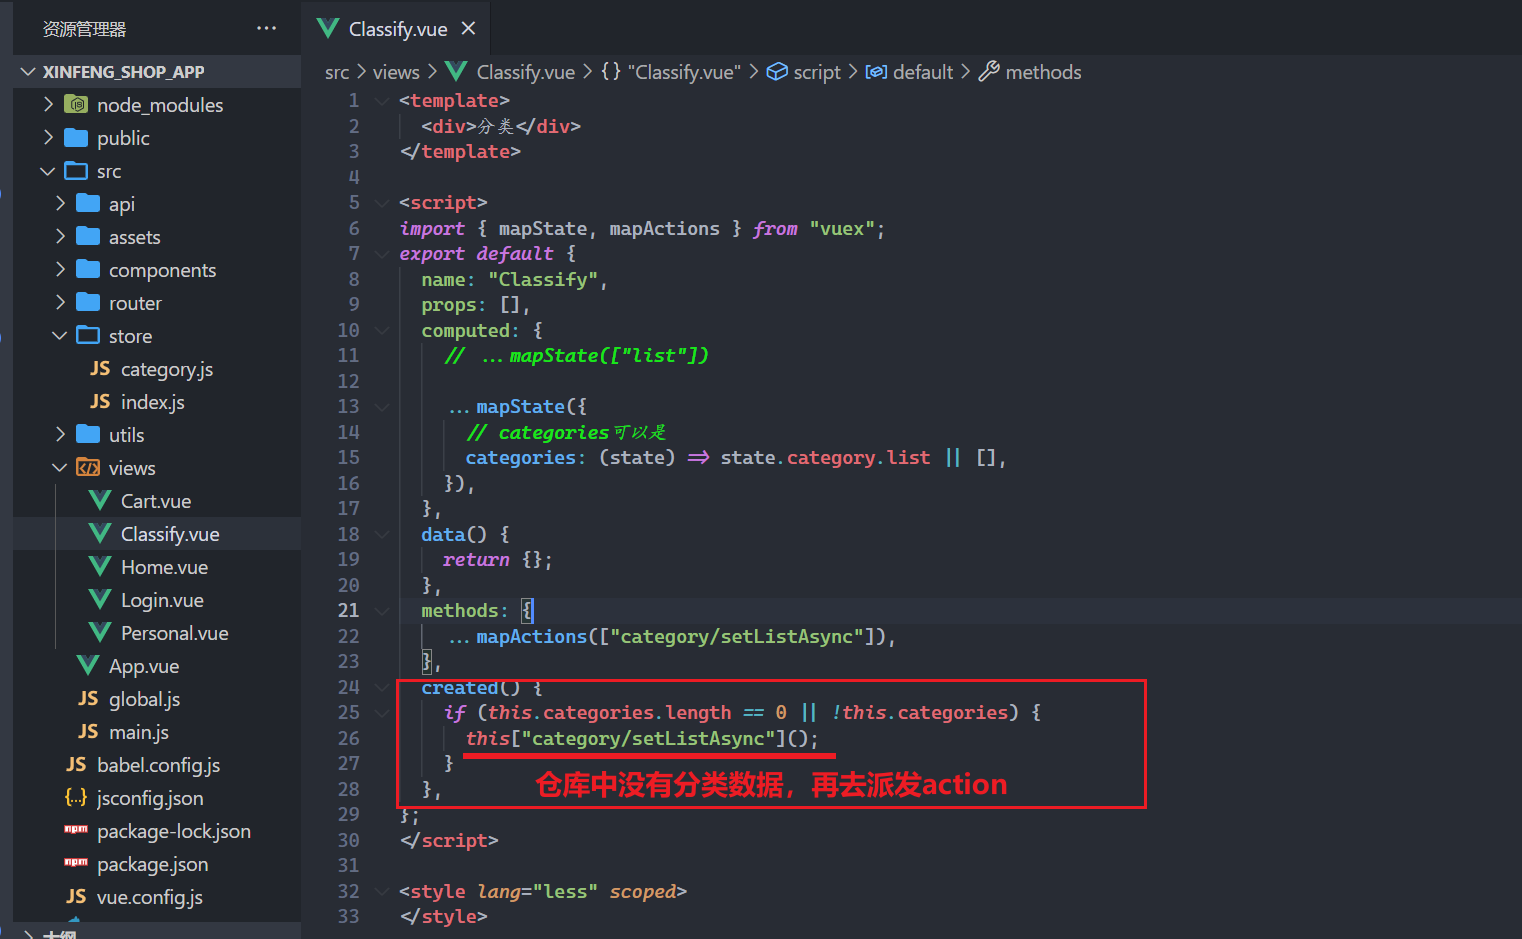 资源管理器
XINFENG_SHOP_APP
node_modules
public
src
api
assets
components
router
store
JS category.js
JS index.js
utils
views
Cart.vue
Classify.vue
Home.vue
Login.vue
Personal.vue
App.vue
JS global.js
JS main.js
JS babel.config.js
{..} jsconfig.json
npm package-lock.json
npm package.json
JS vue.config.js
大纲
Classify.vue
src > views > Classify.vue > {} "Classify.vue" > script > default > methods
1 <template>
2 <div>分类</div>
3 </template>
4
5 <script>
6 import { mapState, mapActions } from "vuex";
7 export default {
8 name: "Classify",
9 props: [],
10 computed: {
11 // ...mapState(["list"])
12
13 ...mapState({
14 // categories可以是
15 categories: (state) => state.category.list || [],
16 }),
17 },
18 data() {
19 return {};
20 },
21 methods: {
22 ...mapActions(["category/setListAsync"]),
23 },
24 created() {
25 if (this.categories.length == 0 || !this.categories) {
26 this["category/setListAsync"]();
27 }
仓库中没有分类数据，再去派发action
28 },
29 };
30 </script>
31
32 <style lang="less" scoped>
33 </style>